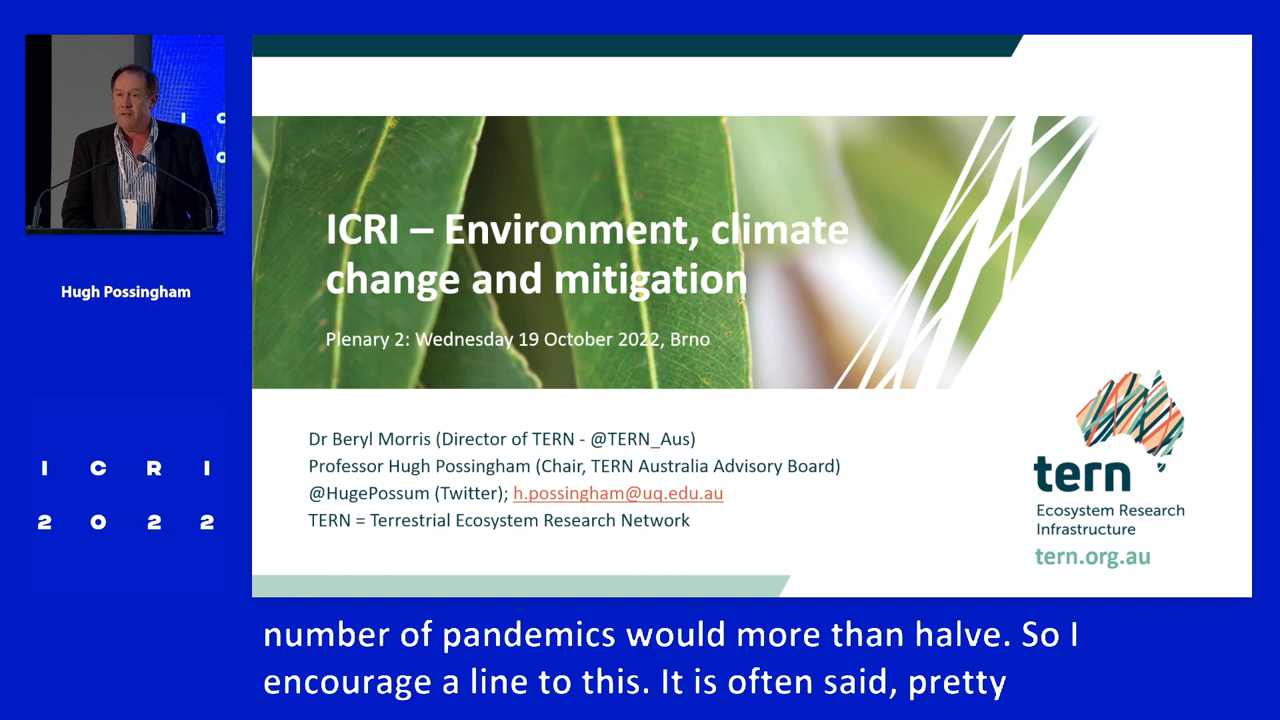 I C
O
Hugh Possingham
I C R I
2 0 2 2
ICRI – Environment, climate
change and mitigation
Plenary 2: Wednesday 19 October 2022, Brno
Dr Beryl Morris (Director of TERN - @TERN_Aus)
Professor Hugh Possingham (Chair, TERN Australia Advisory Board)
@HugePossum (Twitter); h.possingham@uq.edu.au
TERN = Terrestrial Ecosystem Research Network
tern
Ecosystem Research
Infrastructure
tern.org.au
number of pandemics would more than halve. So I
encourage a line to this. It is often said, pretty